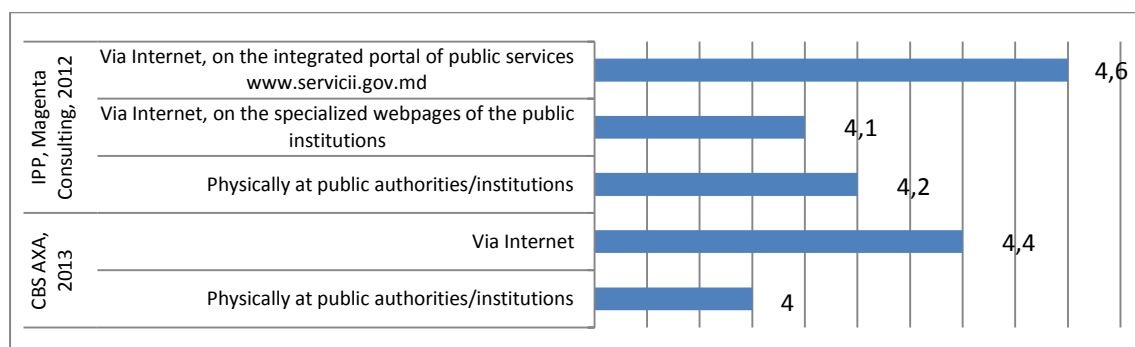 IPP, Magenta
Consulting, 2012
Via Internet, on the integrated portal of public services
www.servicii.gov.md
4,6
Via Internet, on the specialized webpages of the public
institutions
4,1
Physically at public authorities/institutions
4,2
CBS AXA,
2013
Via Internet
4,4
Physically at public authorities/institutions
4